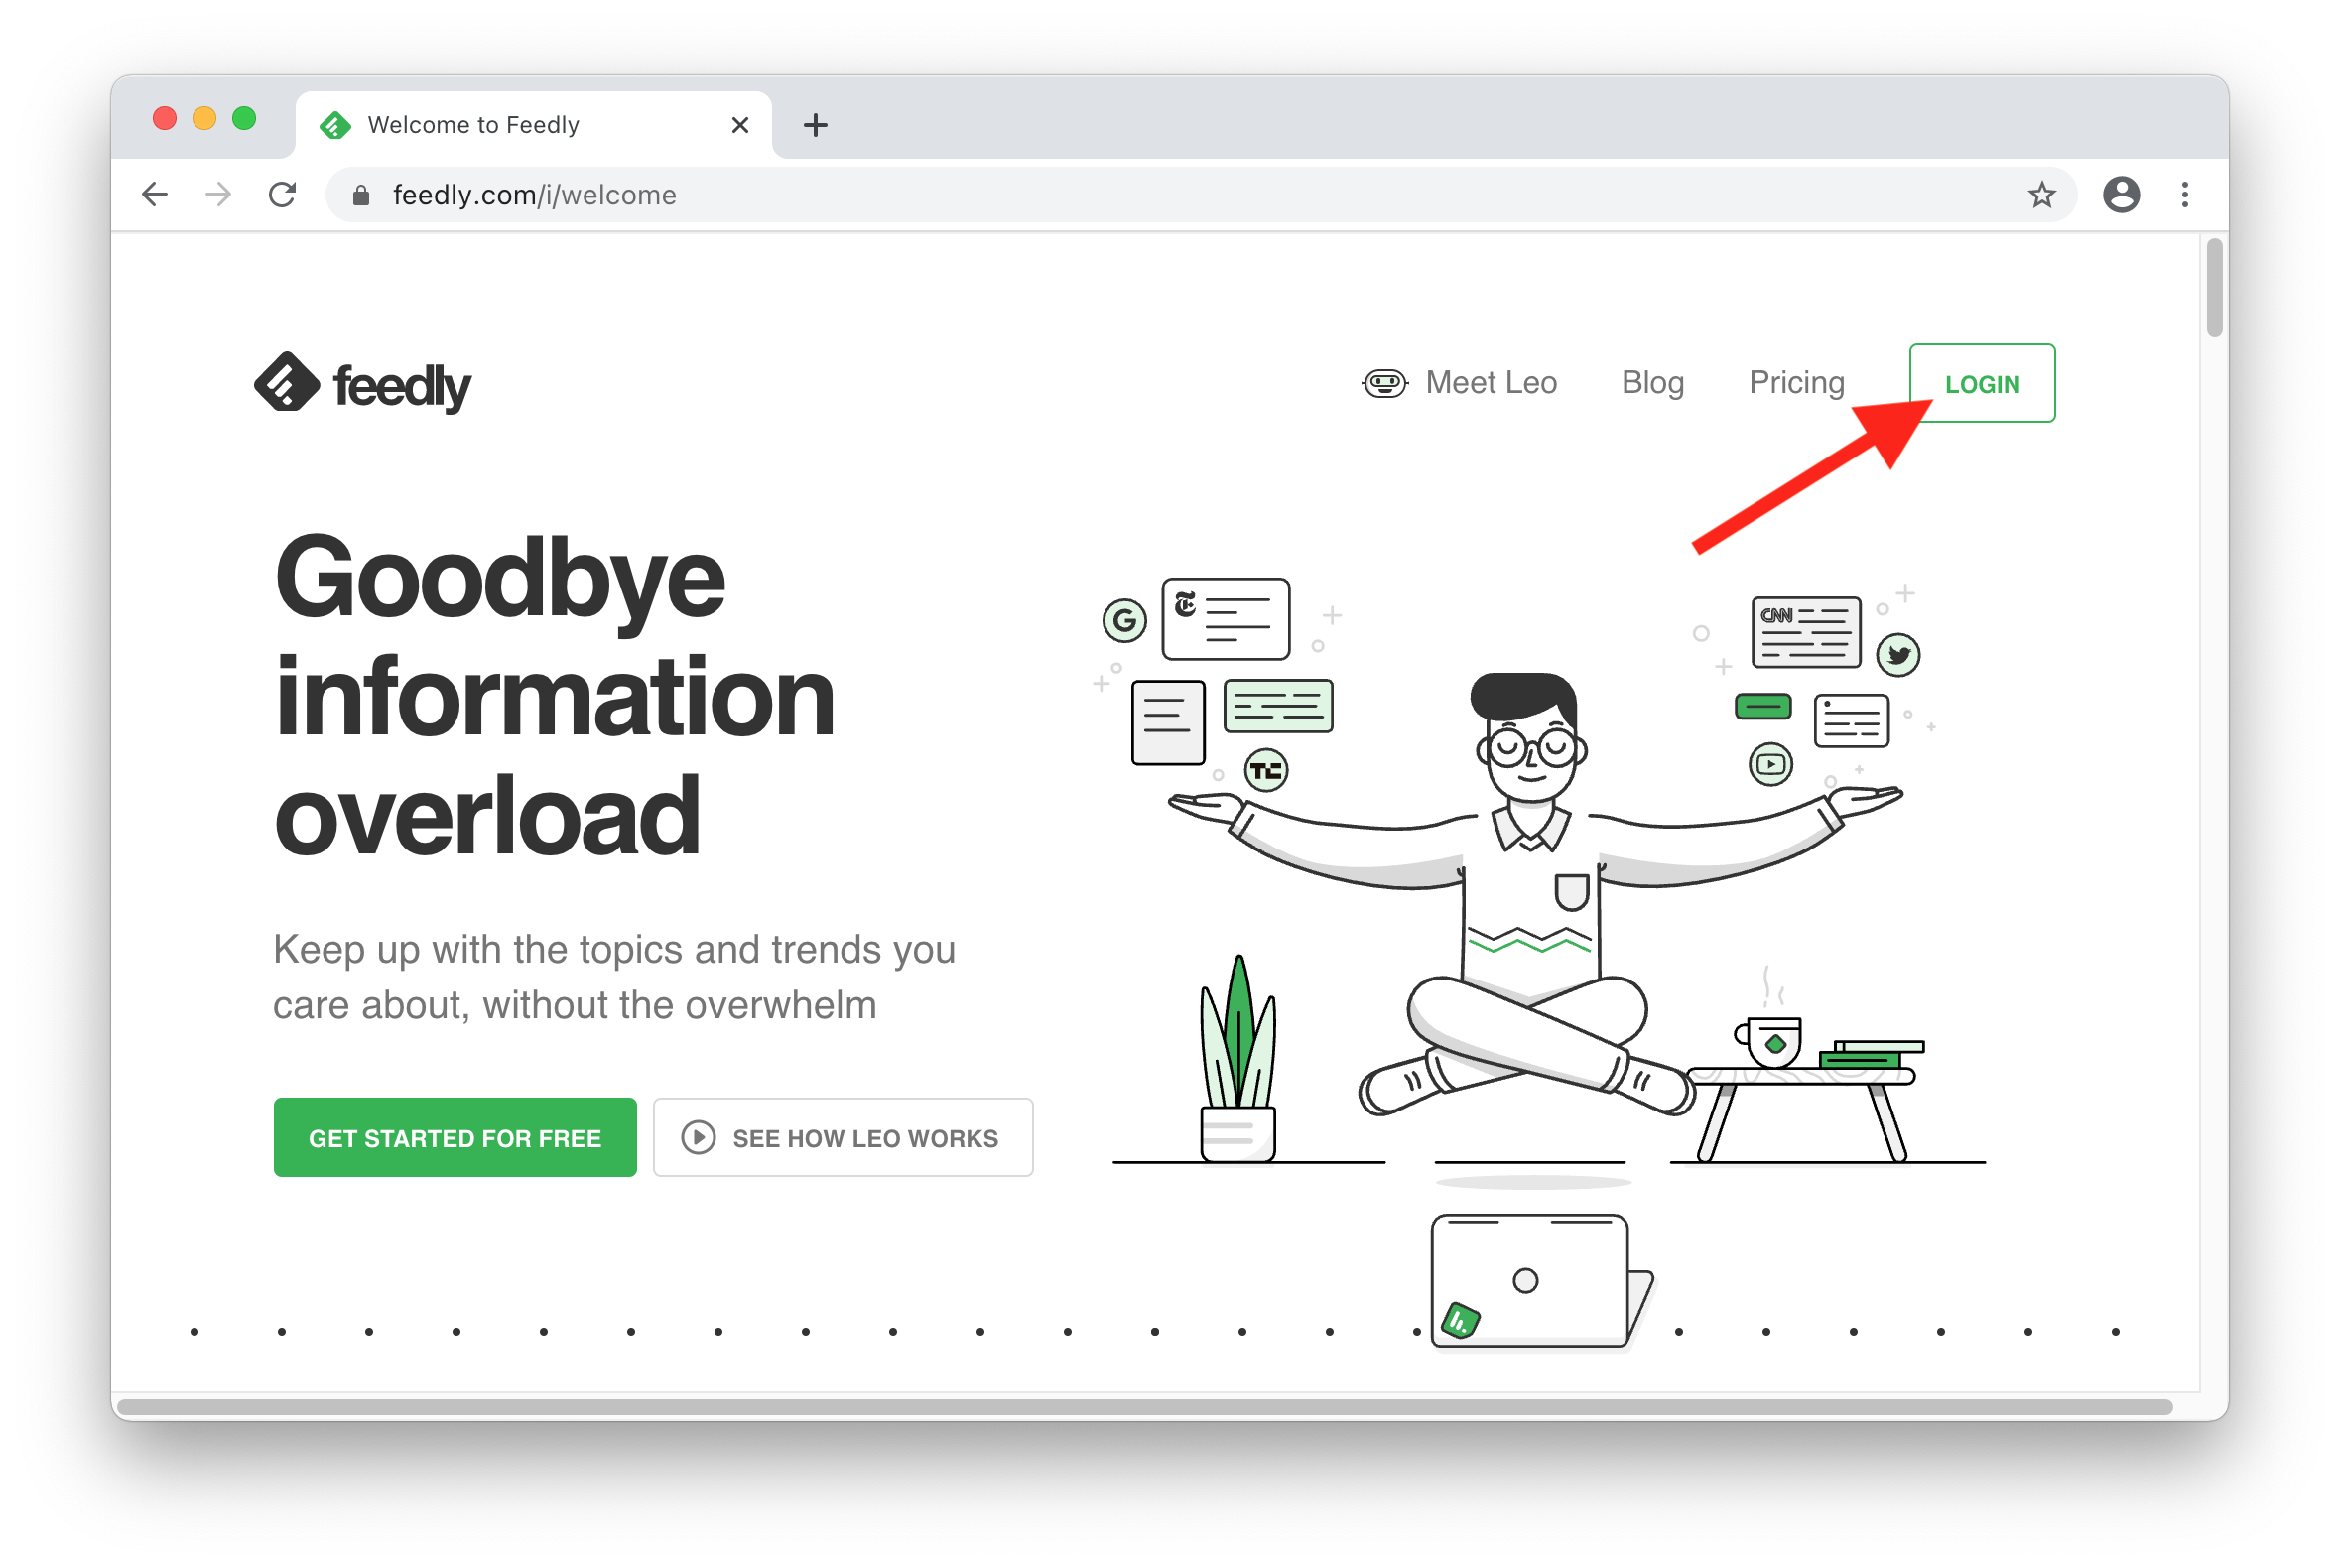 Welcome to Feedly
feedly.com/i/welcome
feedly
Meet Leo
Blog
Pricing
LOGIN
Goodbye
information
overload
Keep up with the topics and trends you
care about, without the overwhelm
GET STARTED FOR FREE
SEE HOW LEO WORKS
G
T
CNN
TC